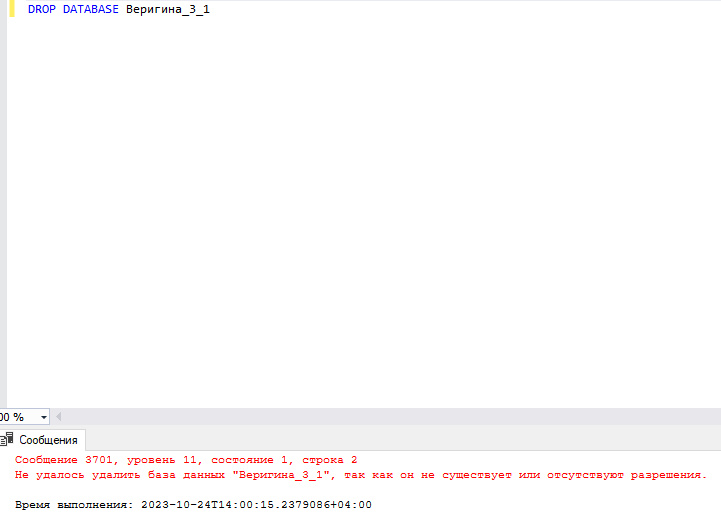 DROP DATABASE Веригина_3_1
00 %
Сообщения
Сообщение 3701, уровень 11, состояние 1, строка 2
Не удалось удалить база данных "Веригина_3_1", так как он не существует или отсутствуют разрешения.
Время выполнения: 2023-10-24T14:00:15.2379086+04:00